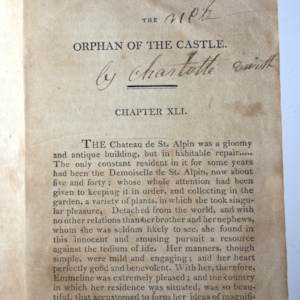 THE
ORPHAN OF THE CASTLE.
by Charlotte Smith
CHAPTER XLI.
THE Chateau de St. Alpin was a gloomy
and antique building, but in habitable repair.....
The only constant resident in it for some years
had been the Demoiselle de St. Alpin, now
about five and forty; whose whole attention had
been given to keeping it in order, and collecting in the
garden, a variety of plants, in which she took singu-
lar pleasure. Detached from the world, and with
no other relations than her brother and her nephews,
whom she was seldom likely to see, she found in
this innocent and amusing pursuit a resource
against the tedium of life. Her manners, though
simple, were mild and engaging; and her heart
perfectly good and benevolent. With her, therefore,
Emmeline was extremely pleased; and the country
in which her residence was situated, was so beau-
tiful, that accustomed to form her ideas of magnifi-